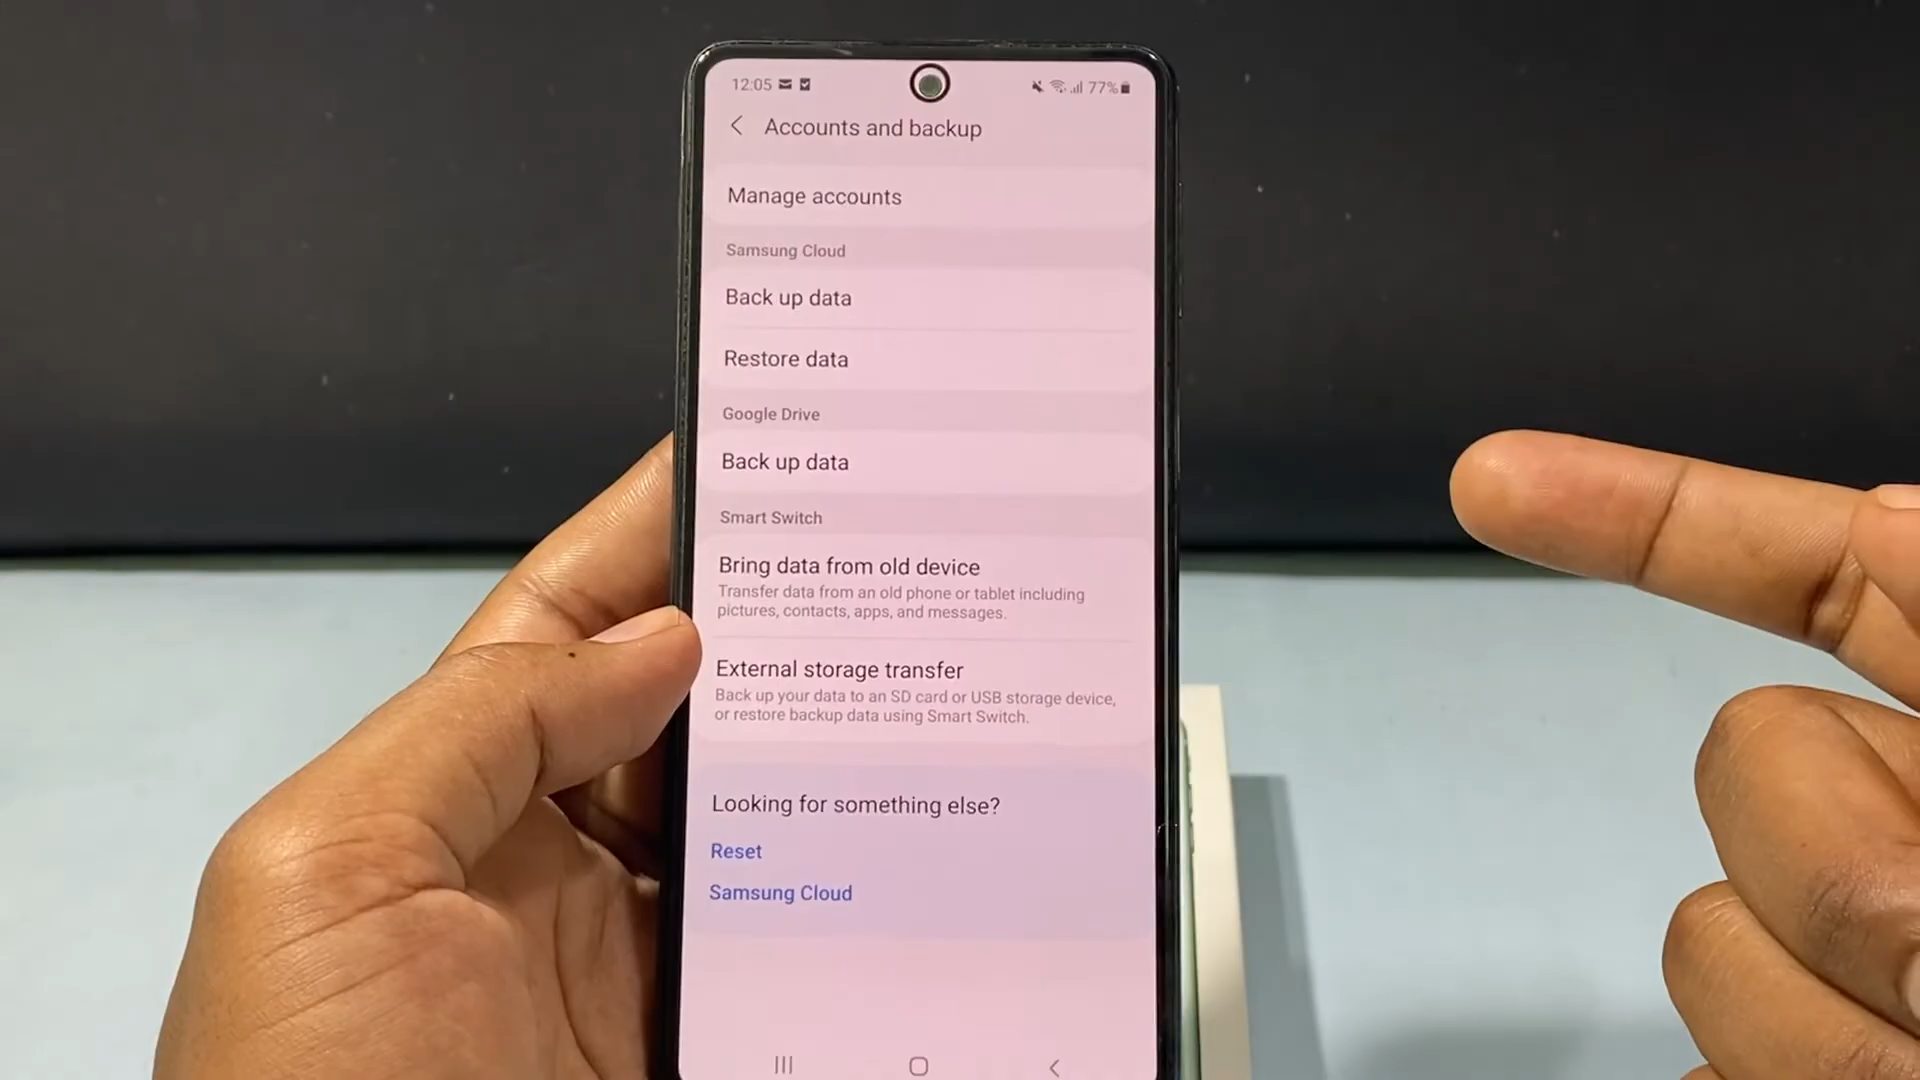 12:05
77%
Accounts and backup
Manage accounts
Samsung Cloud
Back up data
Restore data
Google Drive
Back up data
Smart Switch
Bring data from old device
Transfer data from an old phone or tablet including
pictures, contacts, apps, and messages.
External storage transfer
Back up your data to an SD card or USB storage device,
or restore backup data using Smart Switch.
Looking for something else?
Reset
Samsung Cloud